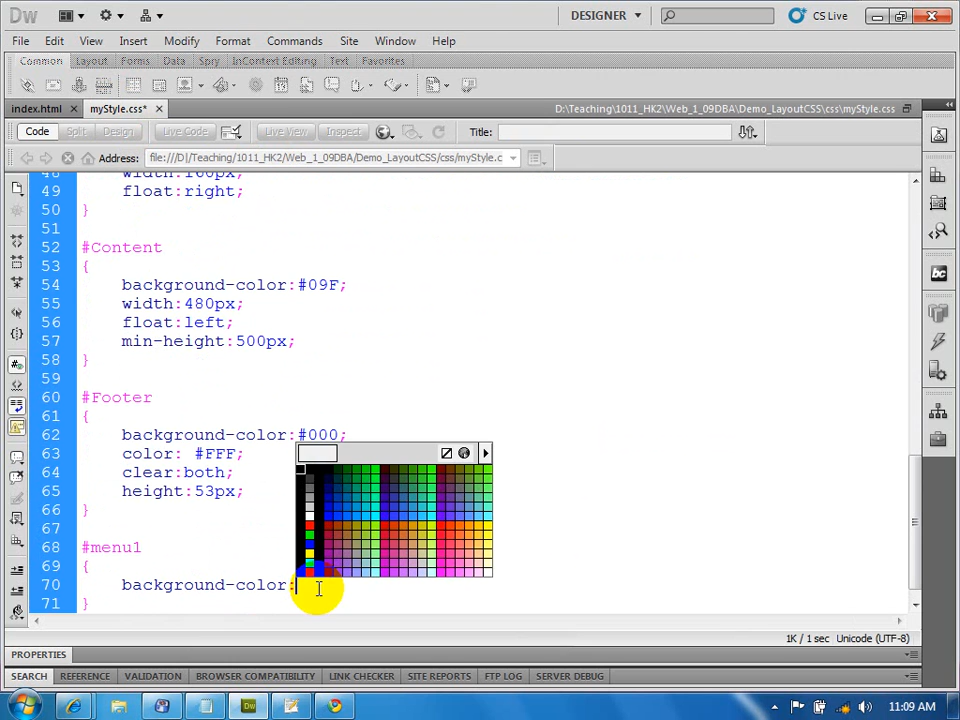 Dw DESIGNER CS Live
File Edit View Insert Modify Format Commands Site Window Help
Common Layout Forms Data Spry InContext Editing Text Favorites
index.html myStyle.css* D:\Teaching\1011_HK2\Web_1_09DBA\Demo_LayoutCSS\css\myStyle.css
Code Split Design Live Code Live View Inspect Title:
Address: file:///D|/Teaching/1011_HK2/Web_1_09DBA/Demo_LayoutCSS/css/myStyle.c
48 width:160px;
49 float:right;
50 }
51
52 #Content
53 {
54 background-color:#09F;
55 width:480px;
56 float:left;
57 min-height:500px;
58 }
59
60 #Footer
61 {
62 background-color:#000;
63 color: #FFF;
64 clear:both;
65 height:53px;
66 }
67
68 #menu1
69 {
70 background-color:
71 }
1K / 1 sec Unicode (UTF-8)
PROPERTIES
SEARCH REFERENCE VALIDATION BROWSER COMPATIBILITY LINK CHECKER SITE REPORTS FTP LOG SERVER DEBUG
Dw 11:09 AM